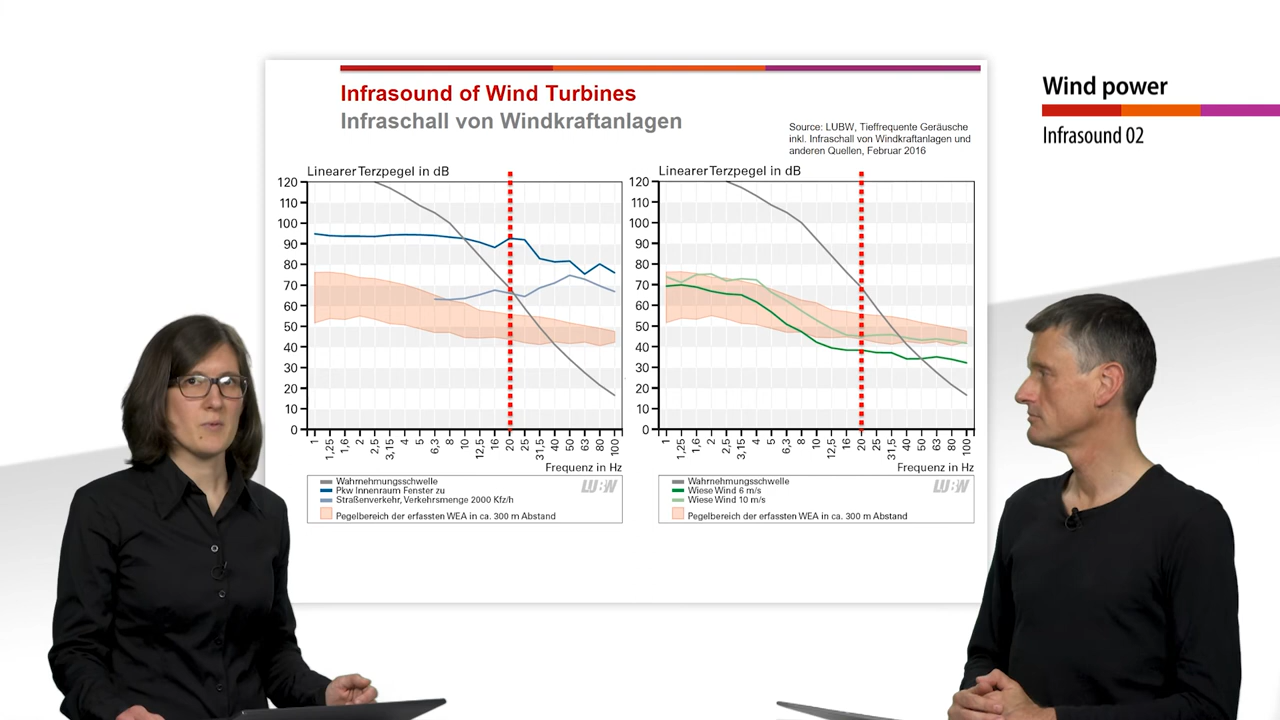 Infrasound of Wind Turbines
Infraschall von Windkraftanlagen
Source: LUBW, Tieffrequente Geräusche
inkl. Infraschall von Windkraftanlagen und
anderen Quellen, Februar 2016
Wind power
Infrasound 02
Linearer Terzpegel in dB
120
110
100
90
80
70
60
50
40
30
20
10
0
1 1,25 1,6 2 2,5 3,15 4 5 6,3 8 10 12,5 16 20 25 31,5 40 50 63 80 100
Frequenz in Hz
Wahrnehmungsschwelle
Pkw Innenraum Fenster zu
Straßenverkehr, Verkehrsmenge 2000 Kfz/h
Pegelbereich der erfassten WEA in ca. 300 m Abstand
LUBW
Linearer Terzpegel in dB
120
110
100
90
80
70
60
50
40
30
20
10
0
1 1,25 1,6 2 2,5 3,15 4 5 6,3 8 10 12,5 16 20 25 31,5 40 50 63 80 100
Frequenz in Hz
Wahrnehmungsschwelle
Wiese Wind 6 m/s
Wiese Wind 10 m/s
Pegelbereich der erfassten WEA in ca. 300 m Abstand
LUBW